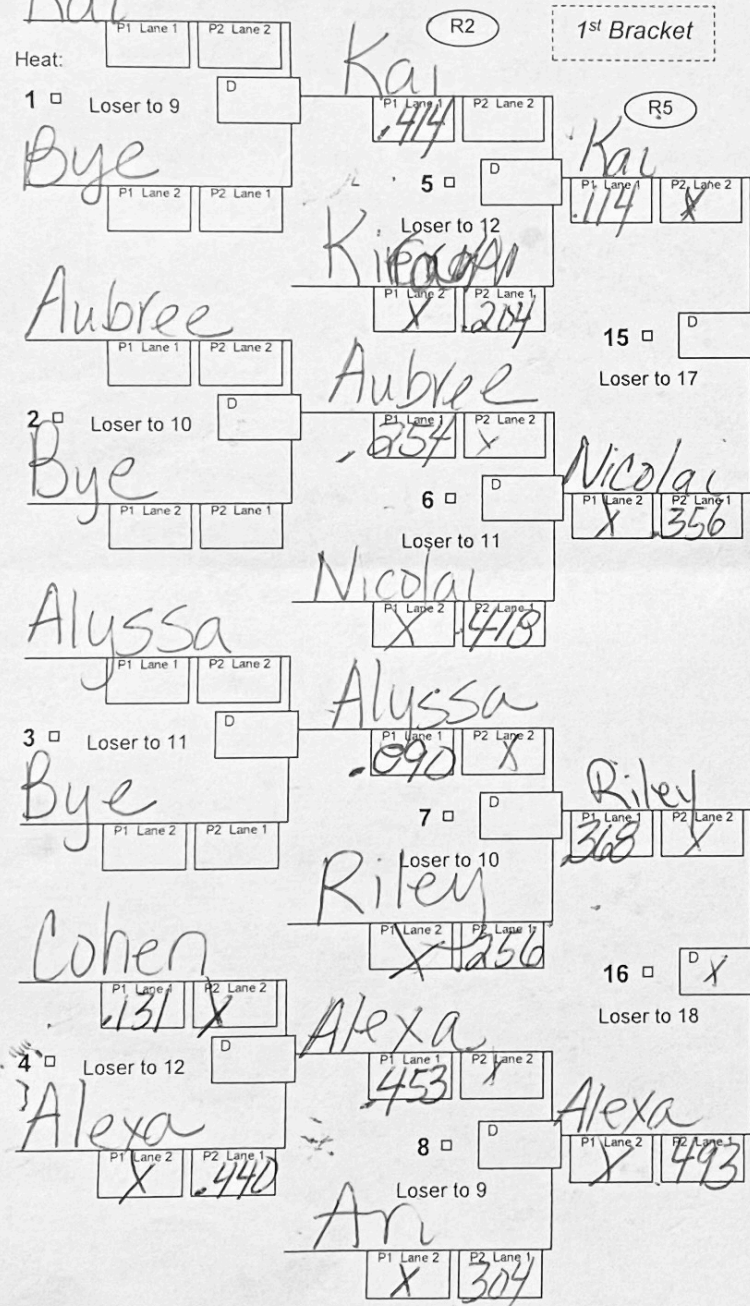 Kai
P1 Lane 1 P2 Lane 2
R2
1st Bracket
Heat:
D
1 Loser to 9
Bye
P1 Lane 2 P2 Lane 1
Kai
P1 Lane 1 P2 Lane 2
.414
R5
D
5
Loser to 12
Kai
P1 Lane 1 P2 Lane 2
.114 X
P1 Lane 2 P2 Lane 1
X .204
Aubree
P1 Lane 1 P2 Lane 2
D
15
Loser to 17
D
2 Loser to 10
Bye
P1 Lane 2 P2 Lane 1
Aubree
P1 Lane 1 P2 Lane 2
.254 X
D
6
Loser to 11
Nicolai
P1 Lane 2 P2 Lane 1
X .356
Nicolai
P1 Lane 2 P2 Lane 1
X .418
Alyssa
P1 Lane 1 P2 Lane 2
D
3 Loser to 11
Bye
P1 Lane 2 P2 Lane 1
Alyssa
P1 Lane 1 P2 Lane 2
.090 X
D
7
Loser to 10
Riley
P1 Lane 1 P2 Lane 2
368 X
Riley
P1 Lane 2 P2 Lane 1
X .256
D X
16
Loser to 18
Cohen
P1 Lane 1 P2 Lane 2
.131 X
D
4 Loser to 12
Alexa
P1 Lane 2 P2 Lane 1
X .440
Alexa
P1 Lane 1 P2 Lane 2
.453 X
D
8
Loser to 9
Alexa
P1 Lane 2 P2 Lane 1
X .493
Ari
P1 Lane 2 P2 Lane 1
X 304